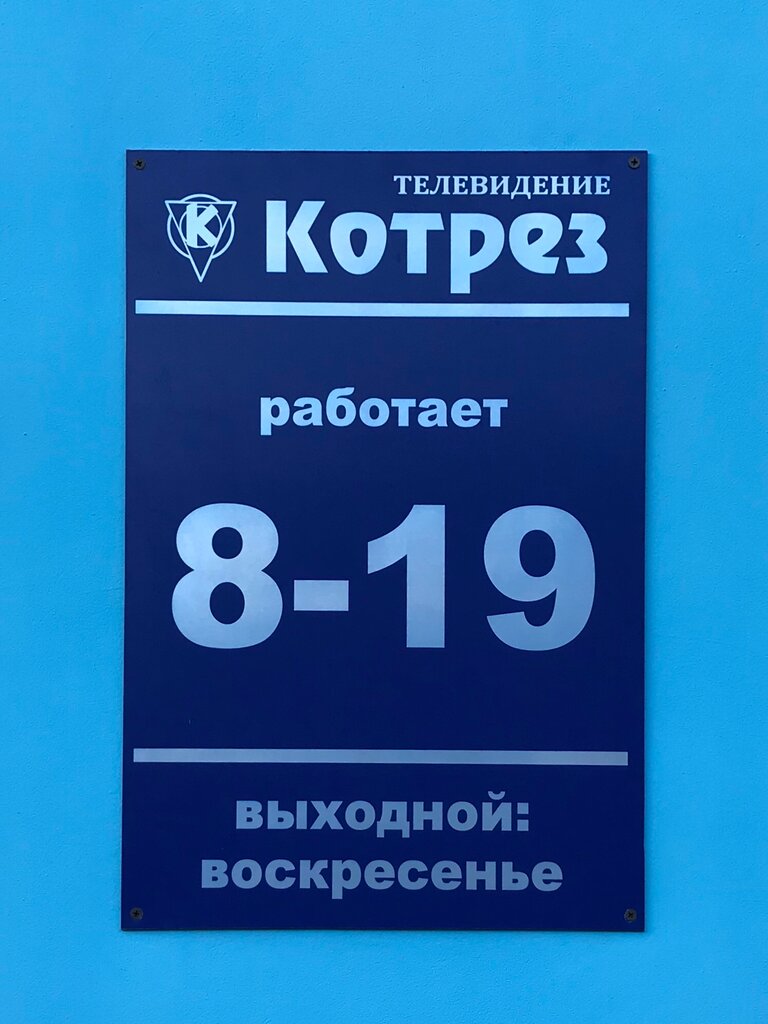 ТЕЛЕВИДЕНИЕ
К Котрез
работает
8-19
выходной:
воскресенье